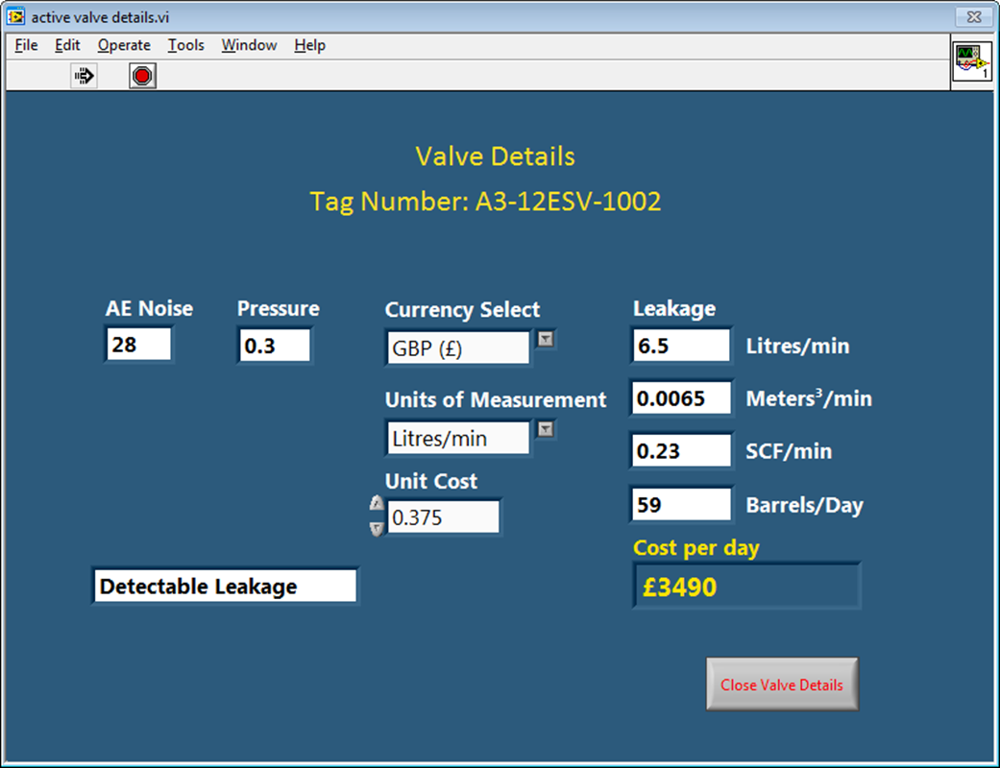 active valve details.vi
File Edit Operate Tools Window Help
1
Valve Details
Tag Number: A3-12ESV-1002
AE Noise
28
Pressure
0.3
Currency Select
GBP (£)
Units of Measurement
Litres/min
Unit Cost
0.375
Leakage
6.5 Litres/min
0.0065 Meters³/min
0.23 SCF/min
59 Barrels/Day
Cost per day
£3490
Detectable Leakage
Close Valve Details